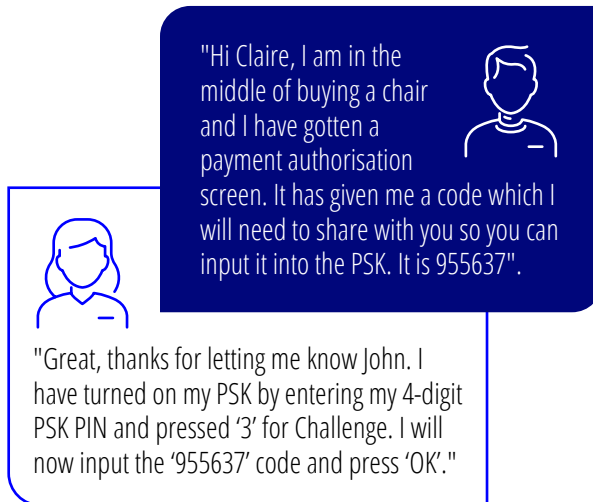 "Hi Claire, I am in the
middle of buying a chair
and I have gotten a
payment authorisation
screen. It has given me a code which I
will need to share with you so you can
input it into the PSK. It is 955637".
"Great, thanks for letting me know John. I
have turned on my PSK by entering my 4-digit
PSK PIN and pressed ‘3’ for Challenge. I will
now input the ‘955637’ code and press ‘OK’."